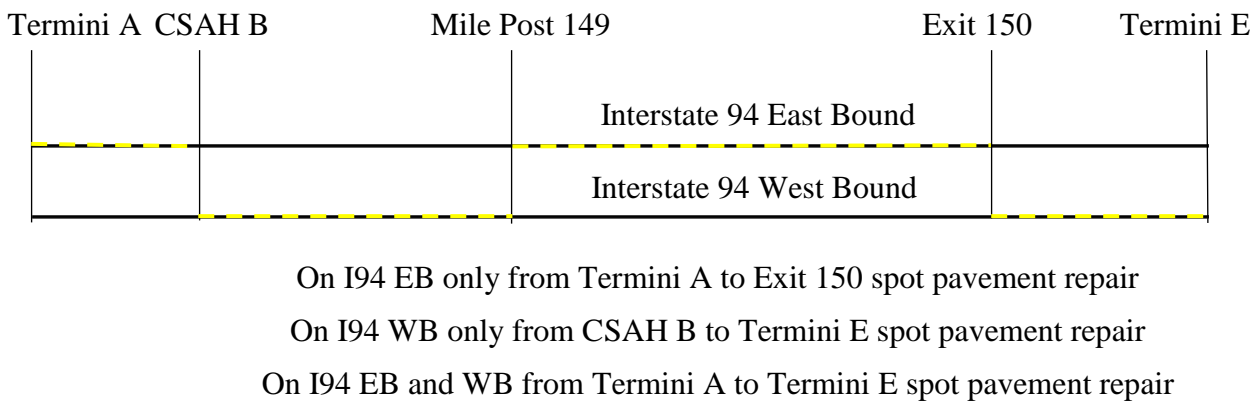 Termini A CSAH B Mile Post 149 Exit 150 Termini E
Interstate 94 East Bound
Interstate 94 West Bound
On I94 EB only from Termini A to Exit 150 spot pavement repair
On I94 WB only from CSAH B to Termini E spot pavement repair
On I94 EB and WB from Termini A to Termini E spot pavement repair